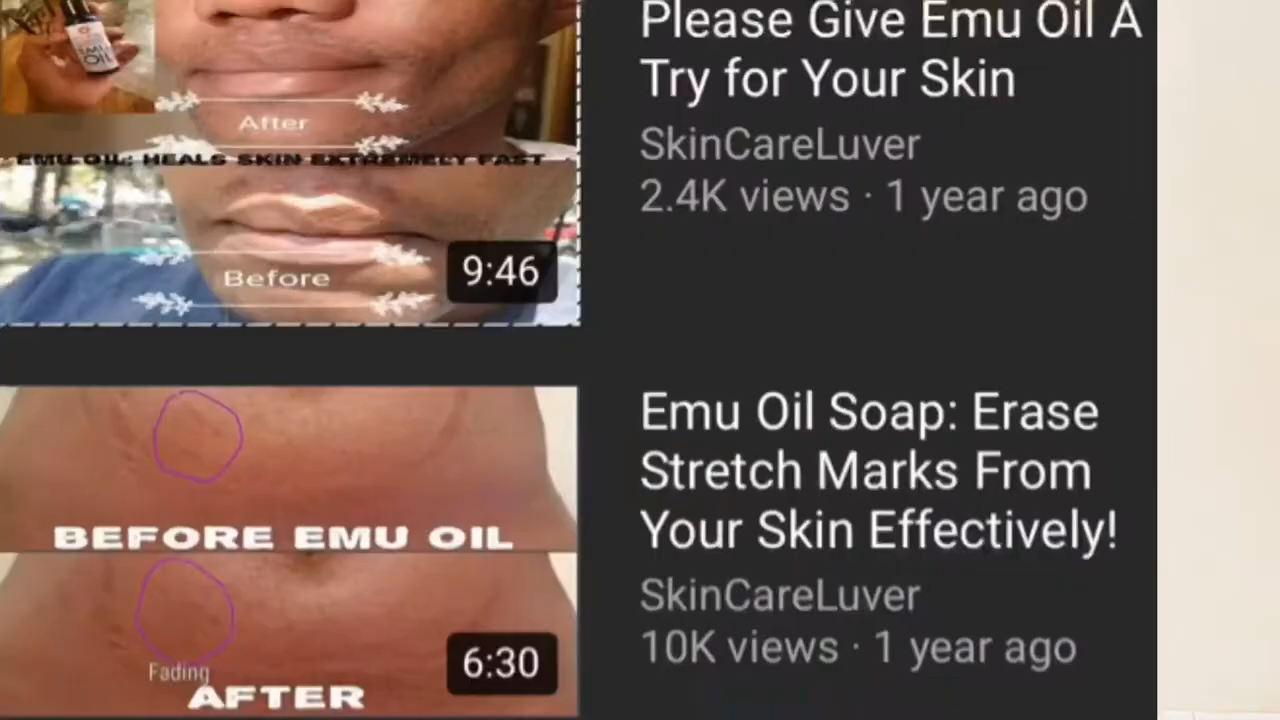 EMU
OIL
After
EMU OIL: HEALS SKIN EXTREMELY FAST
Before
9:46
Please Give Emu Oil A
Try for Your Skin
SkinCareLuver
2.4K views · 1 year ago
BEFORE EMU OIL
Fading
AFTER
6:30
Emu Oil Soap: Erase
Stretch Marks From
Your Skin Effectively!
SkinCareLuver
10K views · 1 year ago